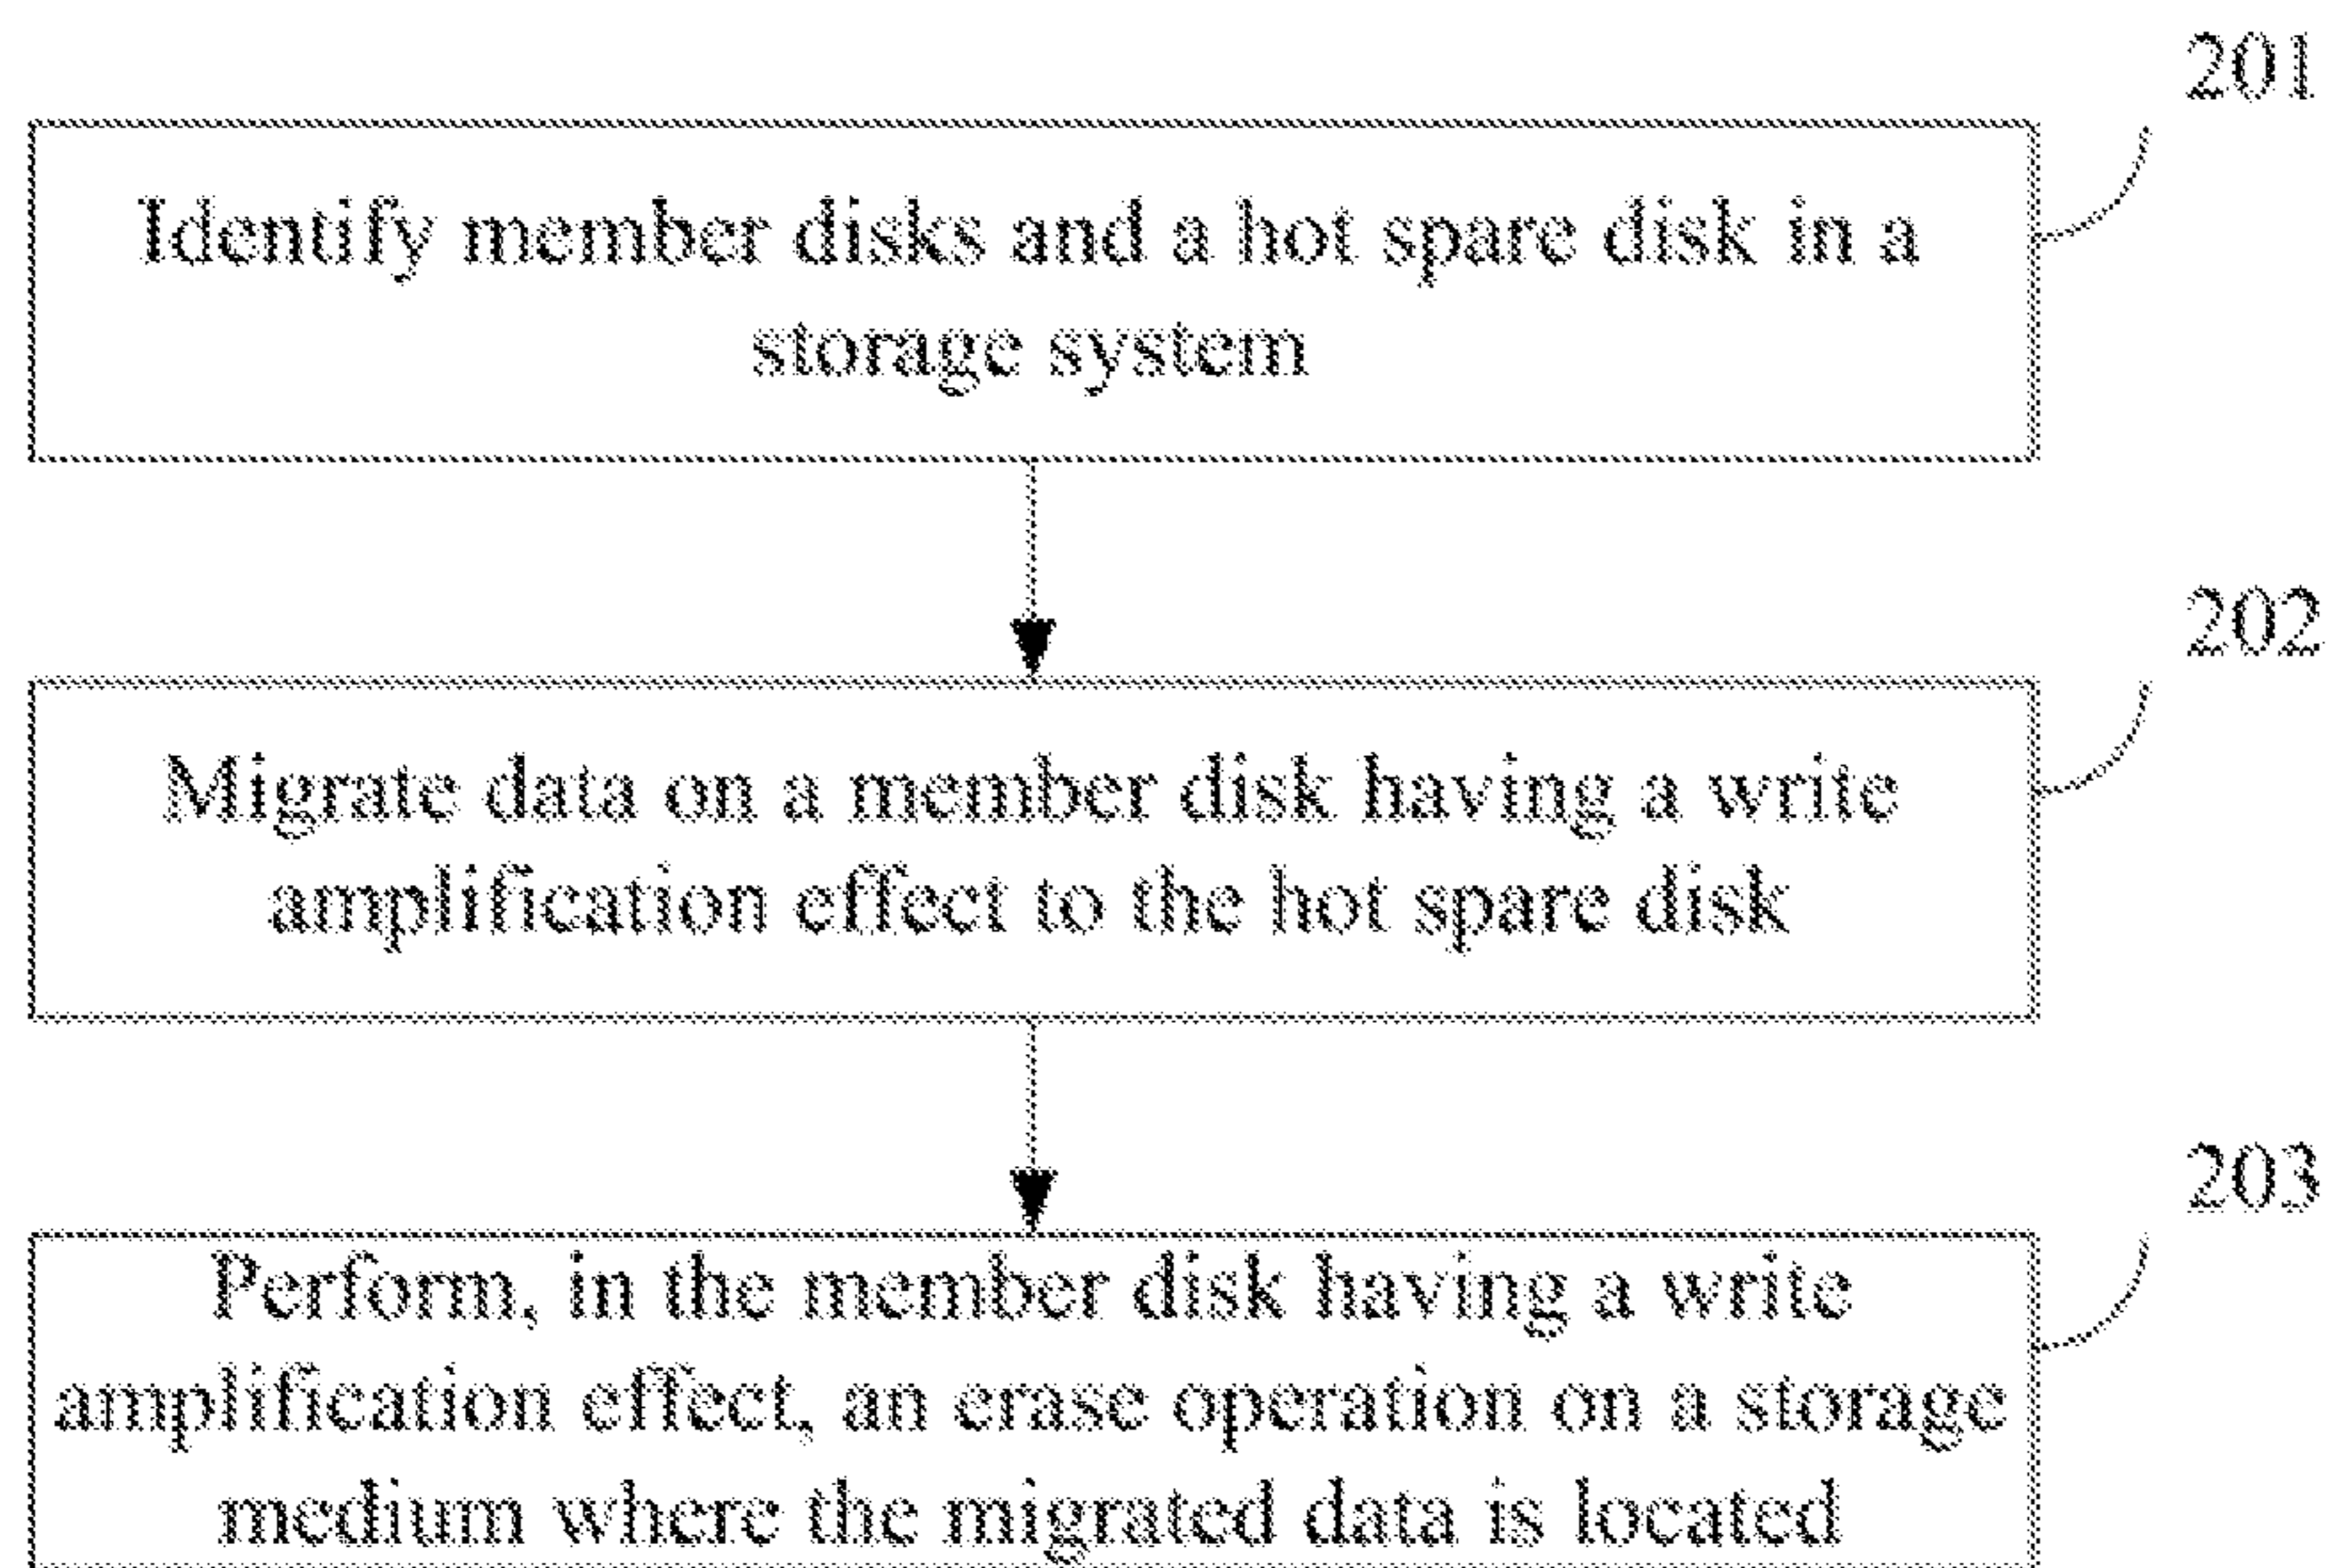 201
Identify member disks and a hot spare disk in a
storage system
202
Migrate data on a member disk having a write
amplification effect to the hot spare disk
203
Perform, in the member disk having a write
amplification effect, an erase operation on a storage
medium where the migrated data is located